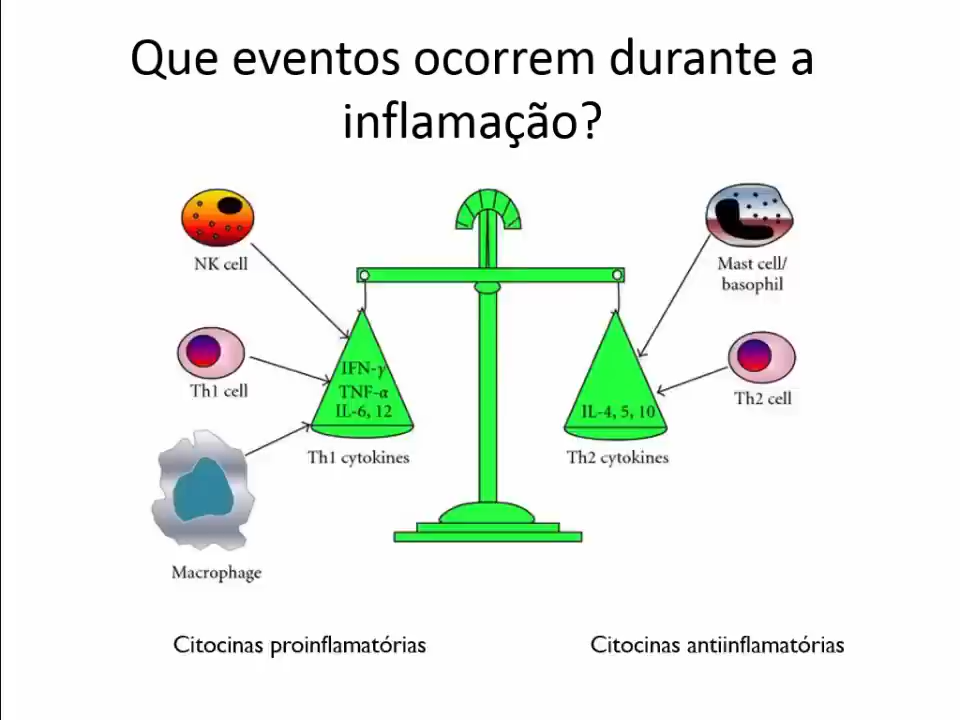 Que eventos ocorrem durante a
inflamação?
NK cell
Mast cell/
basophil
Th1 cell
IFN-γ
TNF-α
IL-6, 12
Th1 cytokines
IL-4, 5, 10
Th2 cytokines
Th2 cell
Macrophage
Citocinas proinflamatórias
Citocinas antiinflamatórias